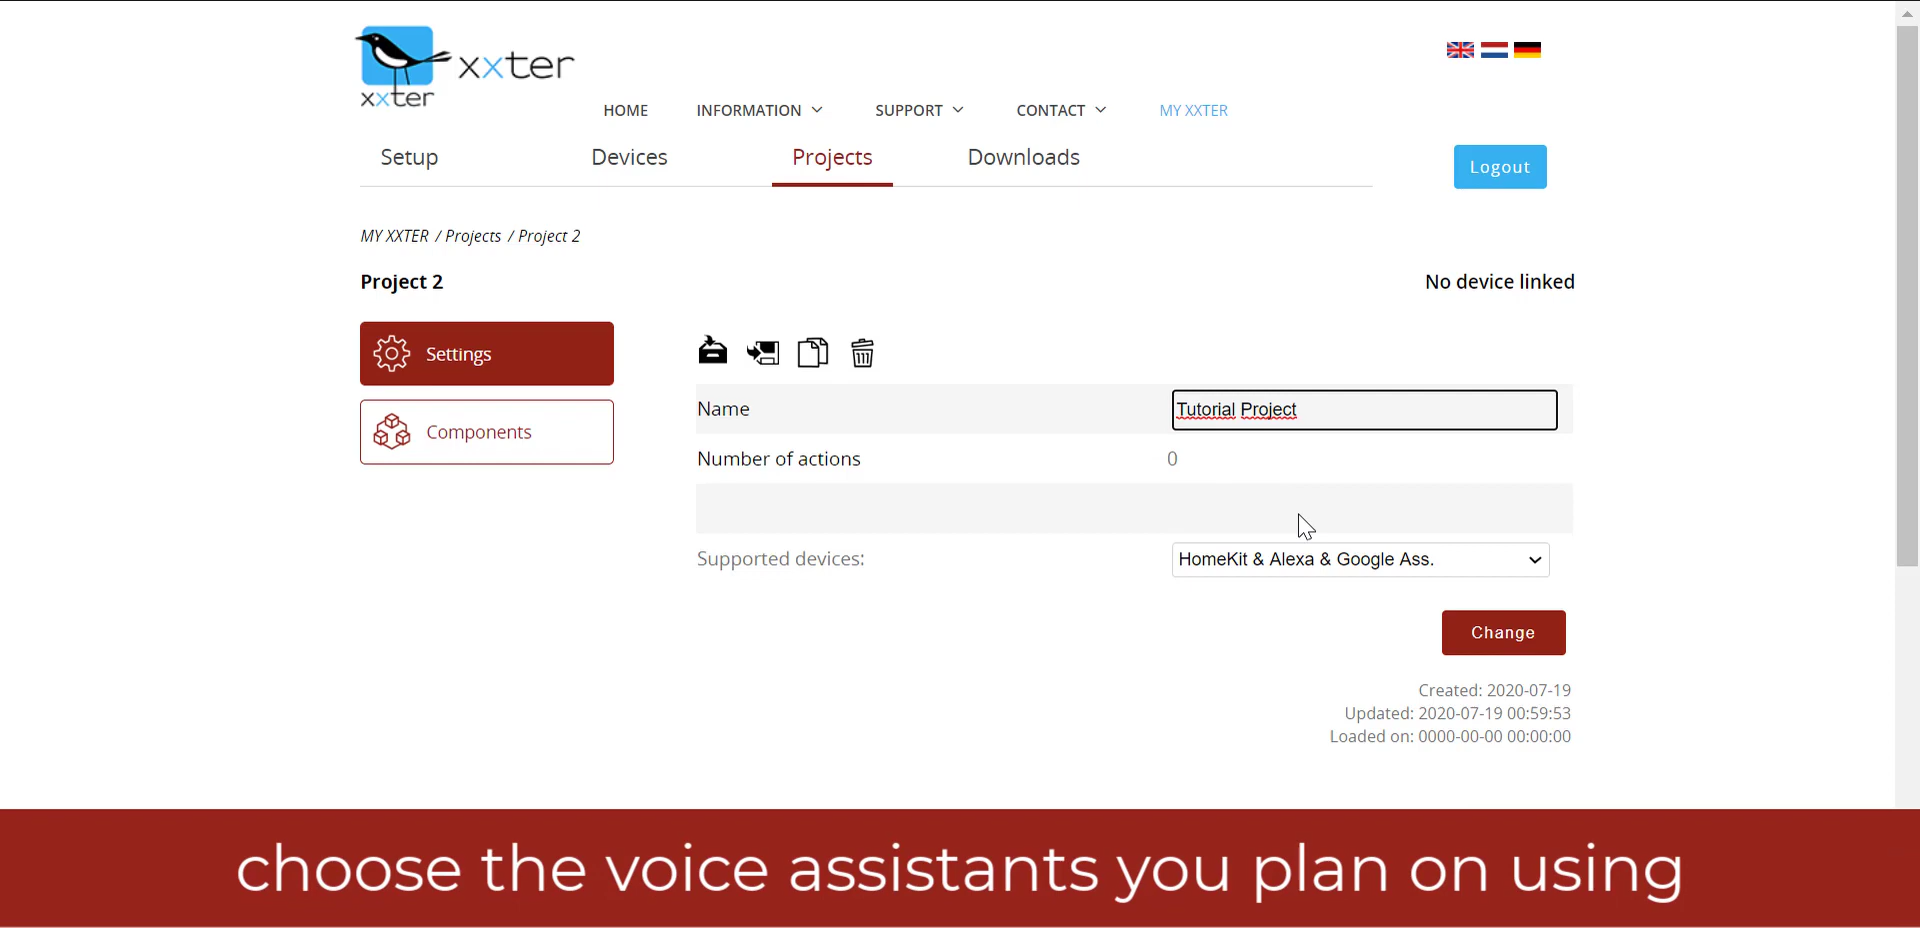 xxter
xxter
HOME INFORMATION SUPPORT CONTACT MY XXTER
Setup Devices Projects Downloads
Logout
MY XXTER / Projects / Project 2
Project 2
No device linked
Settings
Components
Name
Tutorial Project
Number of actions
0
Supported devices:
HomeKit & Alexa & Google Ass.
Change
Created: 2020-07-19
Updated: 2020-07-19 00:59:53
Loaded on: 0000-00-00 00:00:00
choose the voice assistants you plan on using